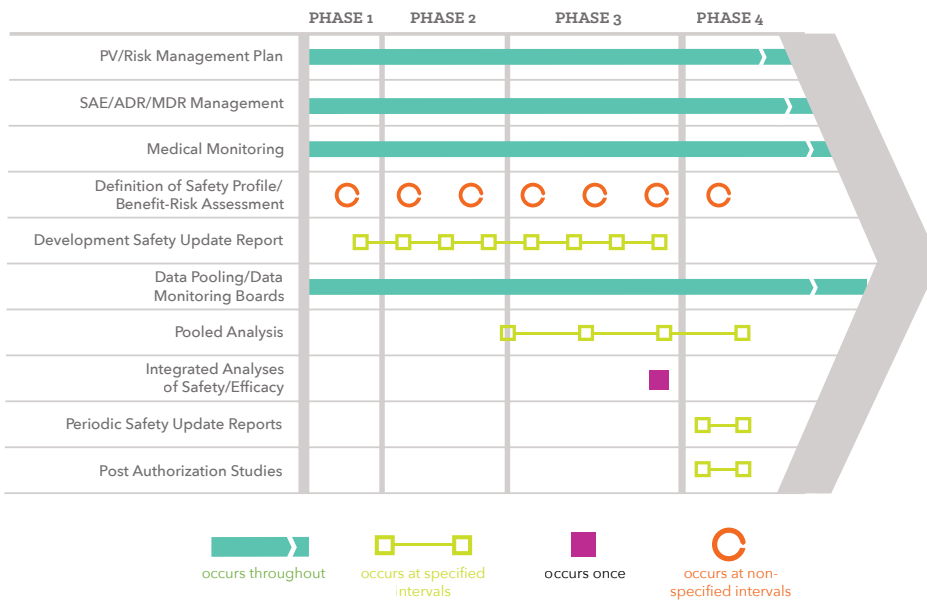 PHASE 1 PHASE 2 PHASE 3 PHASE 4
PV/Risk Management Plan
SAE/ADR/MDR Management
Medical Monitoring
Definition of Safety Profile/
Benefit-Risk Assessment
Development Safety Update Report
Data Pooling/Data
Monitoring Boards
Pooled Analysis
Integrated Analyses
of Safety/Efficacy
Periodic Safety Update Reports
Post Authorization Studies
occurs throughout
occurs at specified
intervals
occurs once
occurs at non-
specified intervals